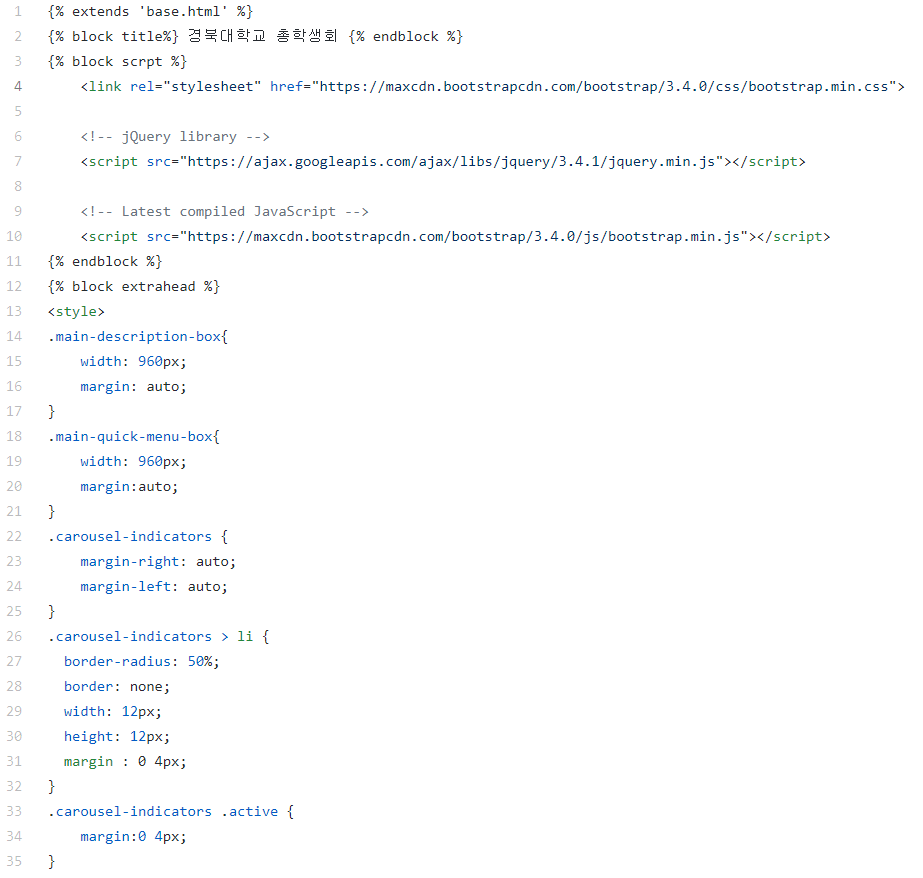 1 {% extends 'base.html' %}
2 {% block title%} 경북대학교 총학생회 {% endblock %}
3 {% block scrpt %}
4     <link rel="stylesheet" href="https://maxcdn.bootstrapcdn.com/bootstrap/3.4.0/css/bootstrap.min.css">
5
6     <!-- jQuery library -->
7     <script src="https://ajax.googleapis.com/ajax/libs/jquery/3.4.1/jquery.min.js"></script>
8
9     <!-- Latest compiled JavaScript -->
10     <script src="https://maxcdn.bootstrapcdn.com/bootstrap/3.4.0/js/bootstrap.min.js"></script>
11 {% endblock %}
12 {% block extrahead %}
13 <style>
14 .main-description-box{
15     width: 960px;
16     margin: auto;
17 }
18 .main-quick-menu-box{
19     width: 960px;
20     margin:auto;
21 }
22 .carousel-indicators {
23     margin-right: auto;
24     margin-left: auto;
25 }
26 .carousel-indicators > li {
27   border-radius: 50%;
28   border: none;
29   width: 12px;
30   height: 12px;
31   margin : 0 4px;
32 }
33 .carousel-indicators .active {
34     margin:0 4px;
35 }